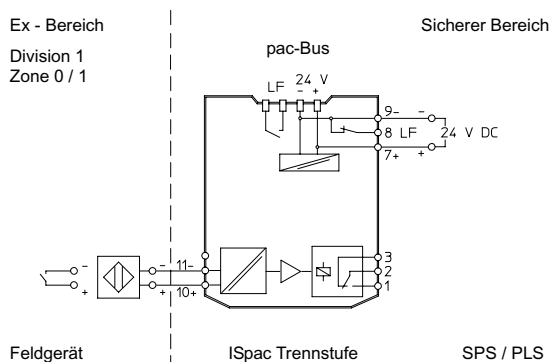 Ex - Bereich
Sicherer Bereich
Division 1
Zone 0 / 1
pac-Bus
LF
24 V
- +
9-
-
8 LF
24 V DC
7+
+
3
-
-
11-
2
+
+
10+
1
Feldgerät
ISpac Trennstufe
SPS / PLS